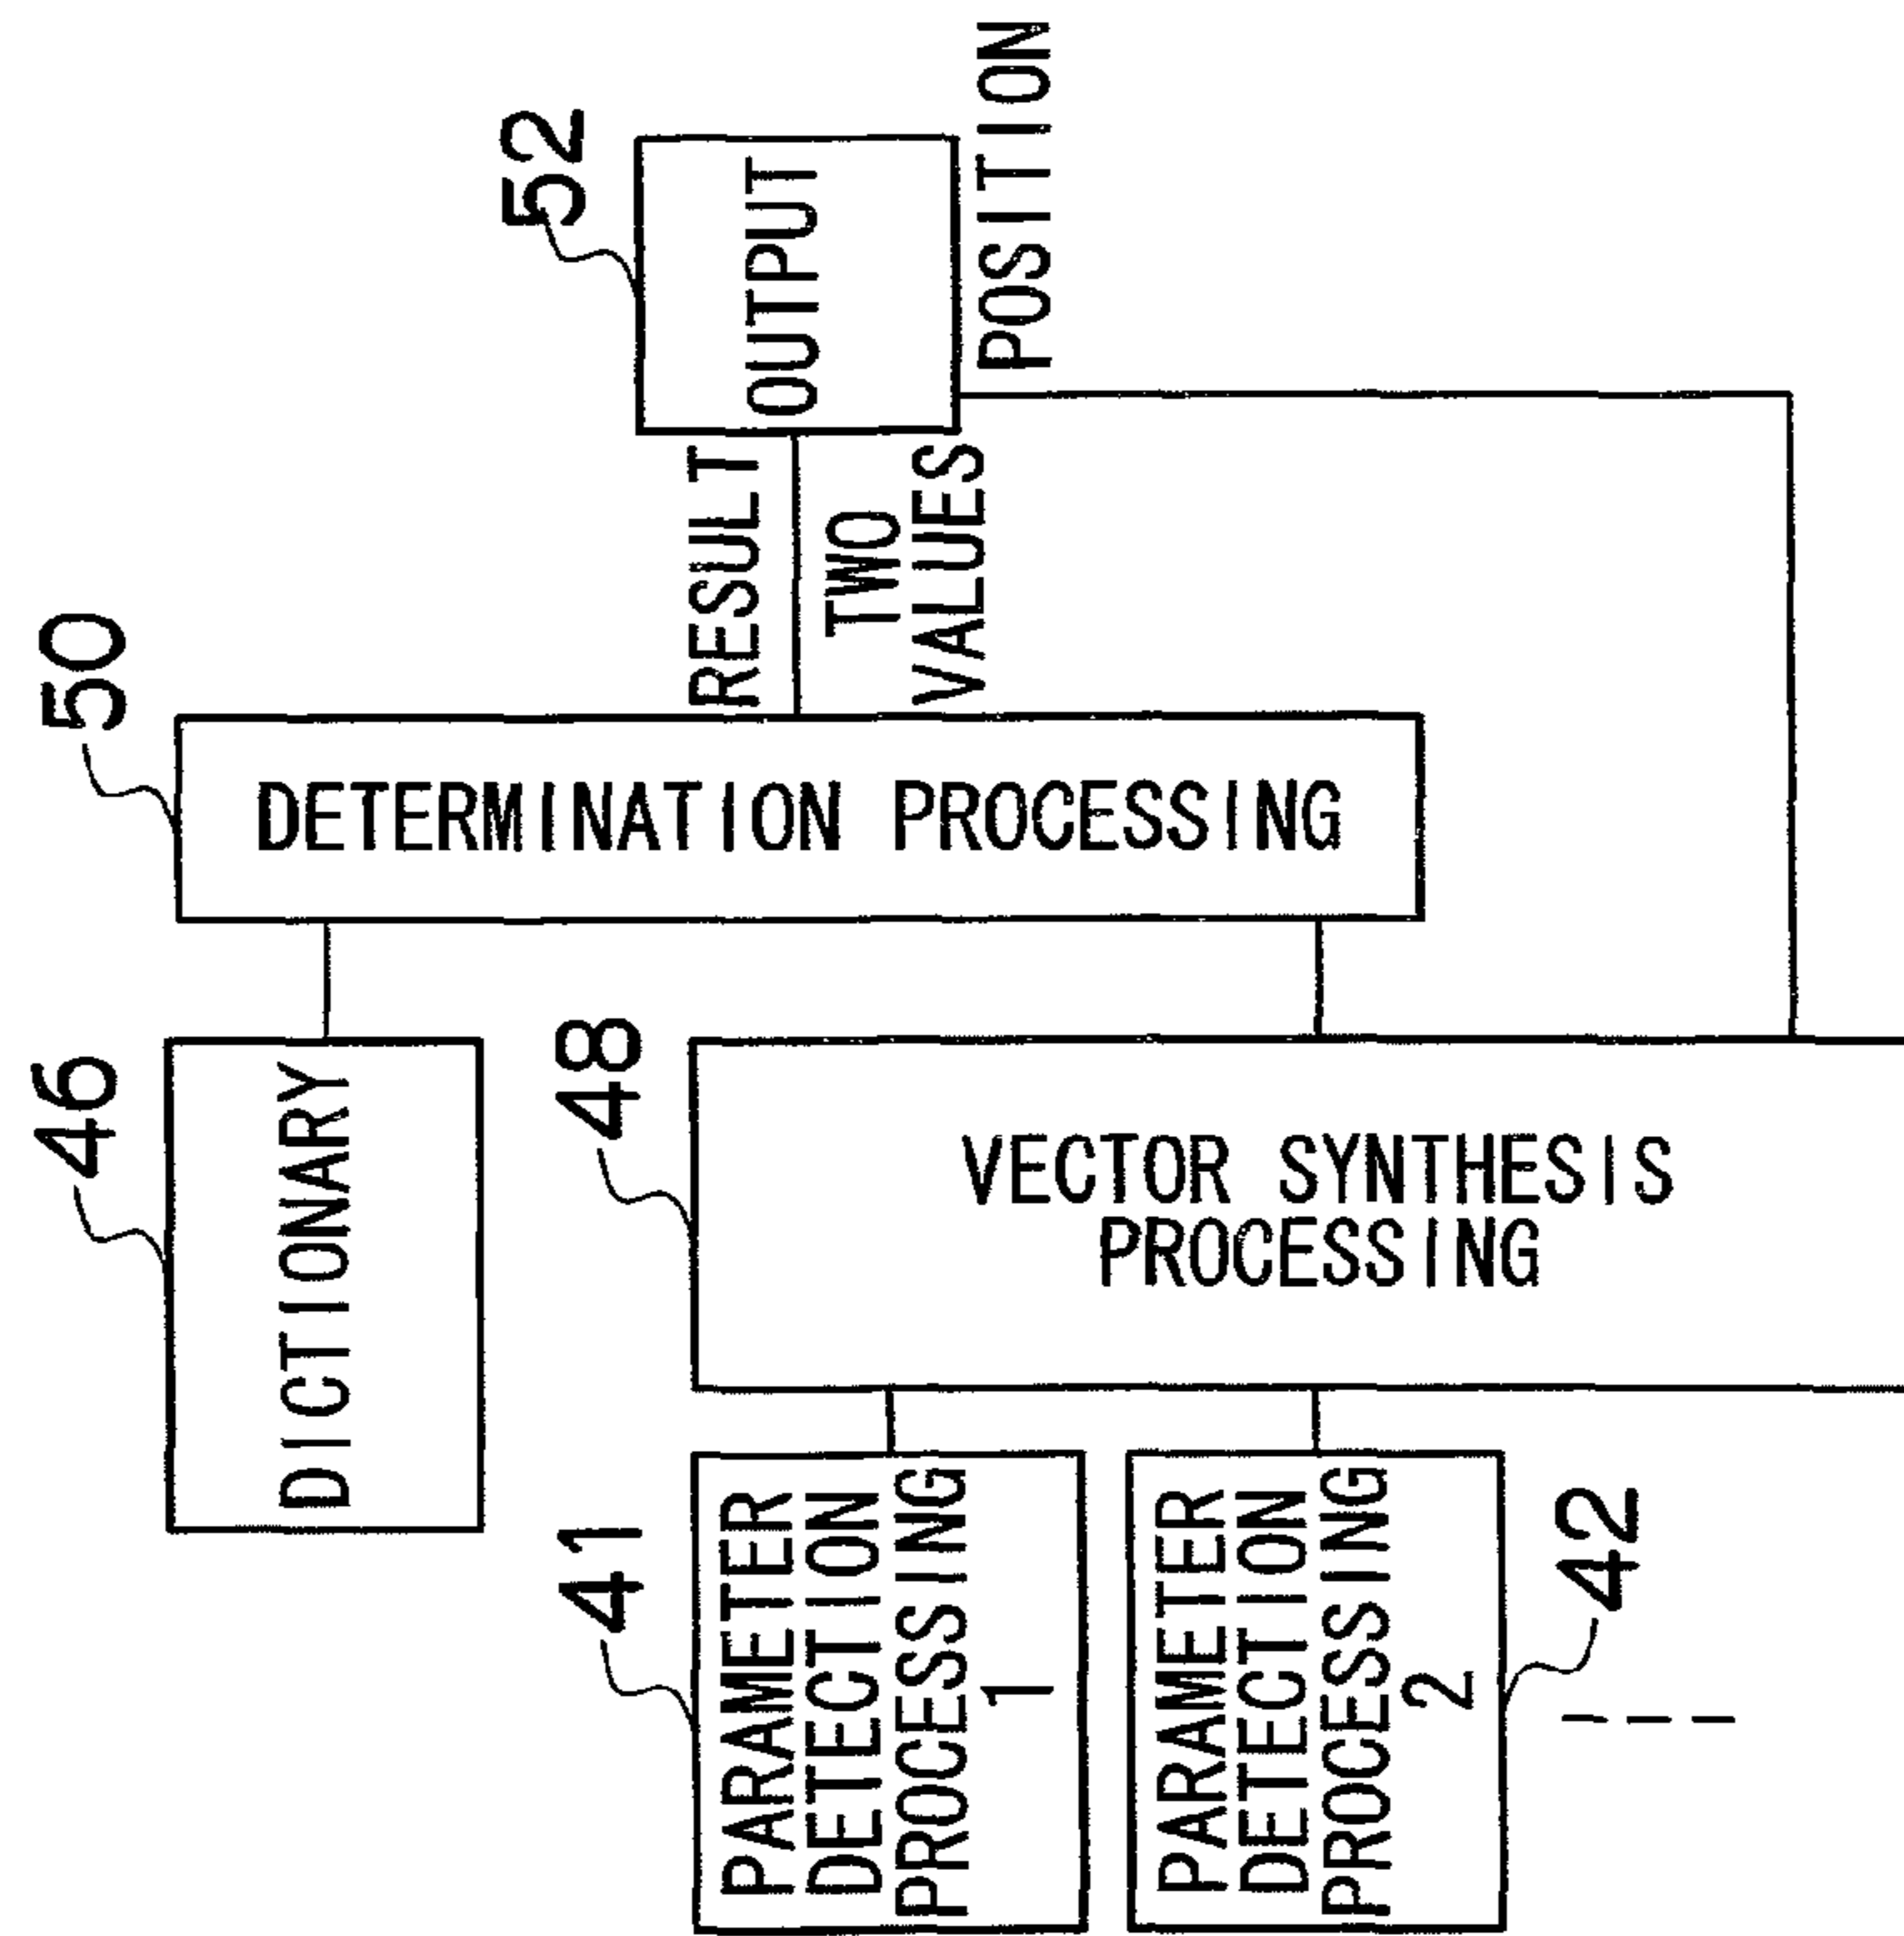 46
DICTIONARY
50
DETERMINATION PROCESSING
52
OUTPUT
RESULT
TWO
VALUES
POSITION
48
VECTOR SYNTHESIS
PROCESSING
41
PARAMETER
DETECTION
PROCESSING
1
PARAMETER
DETECTION
PROCESSING
2
42